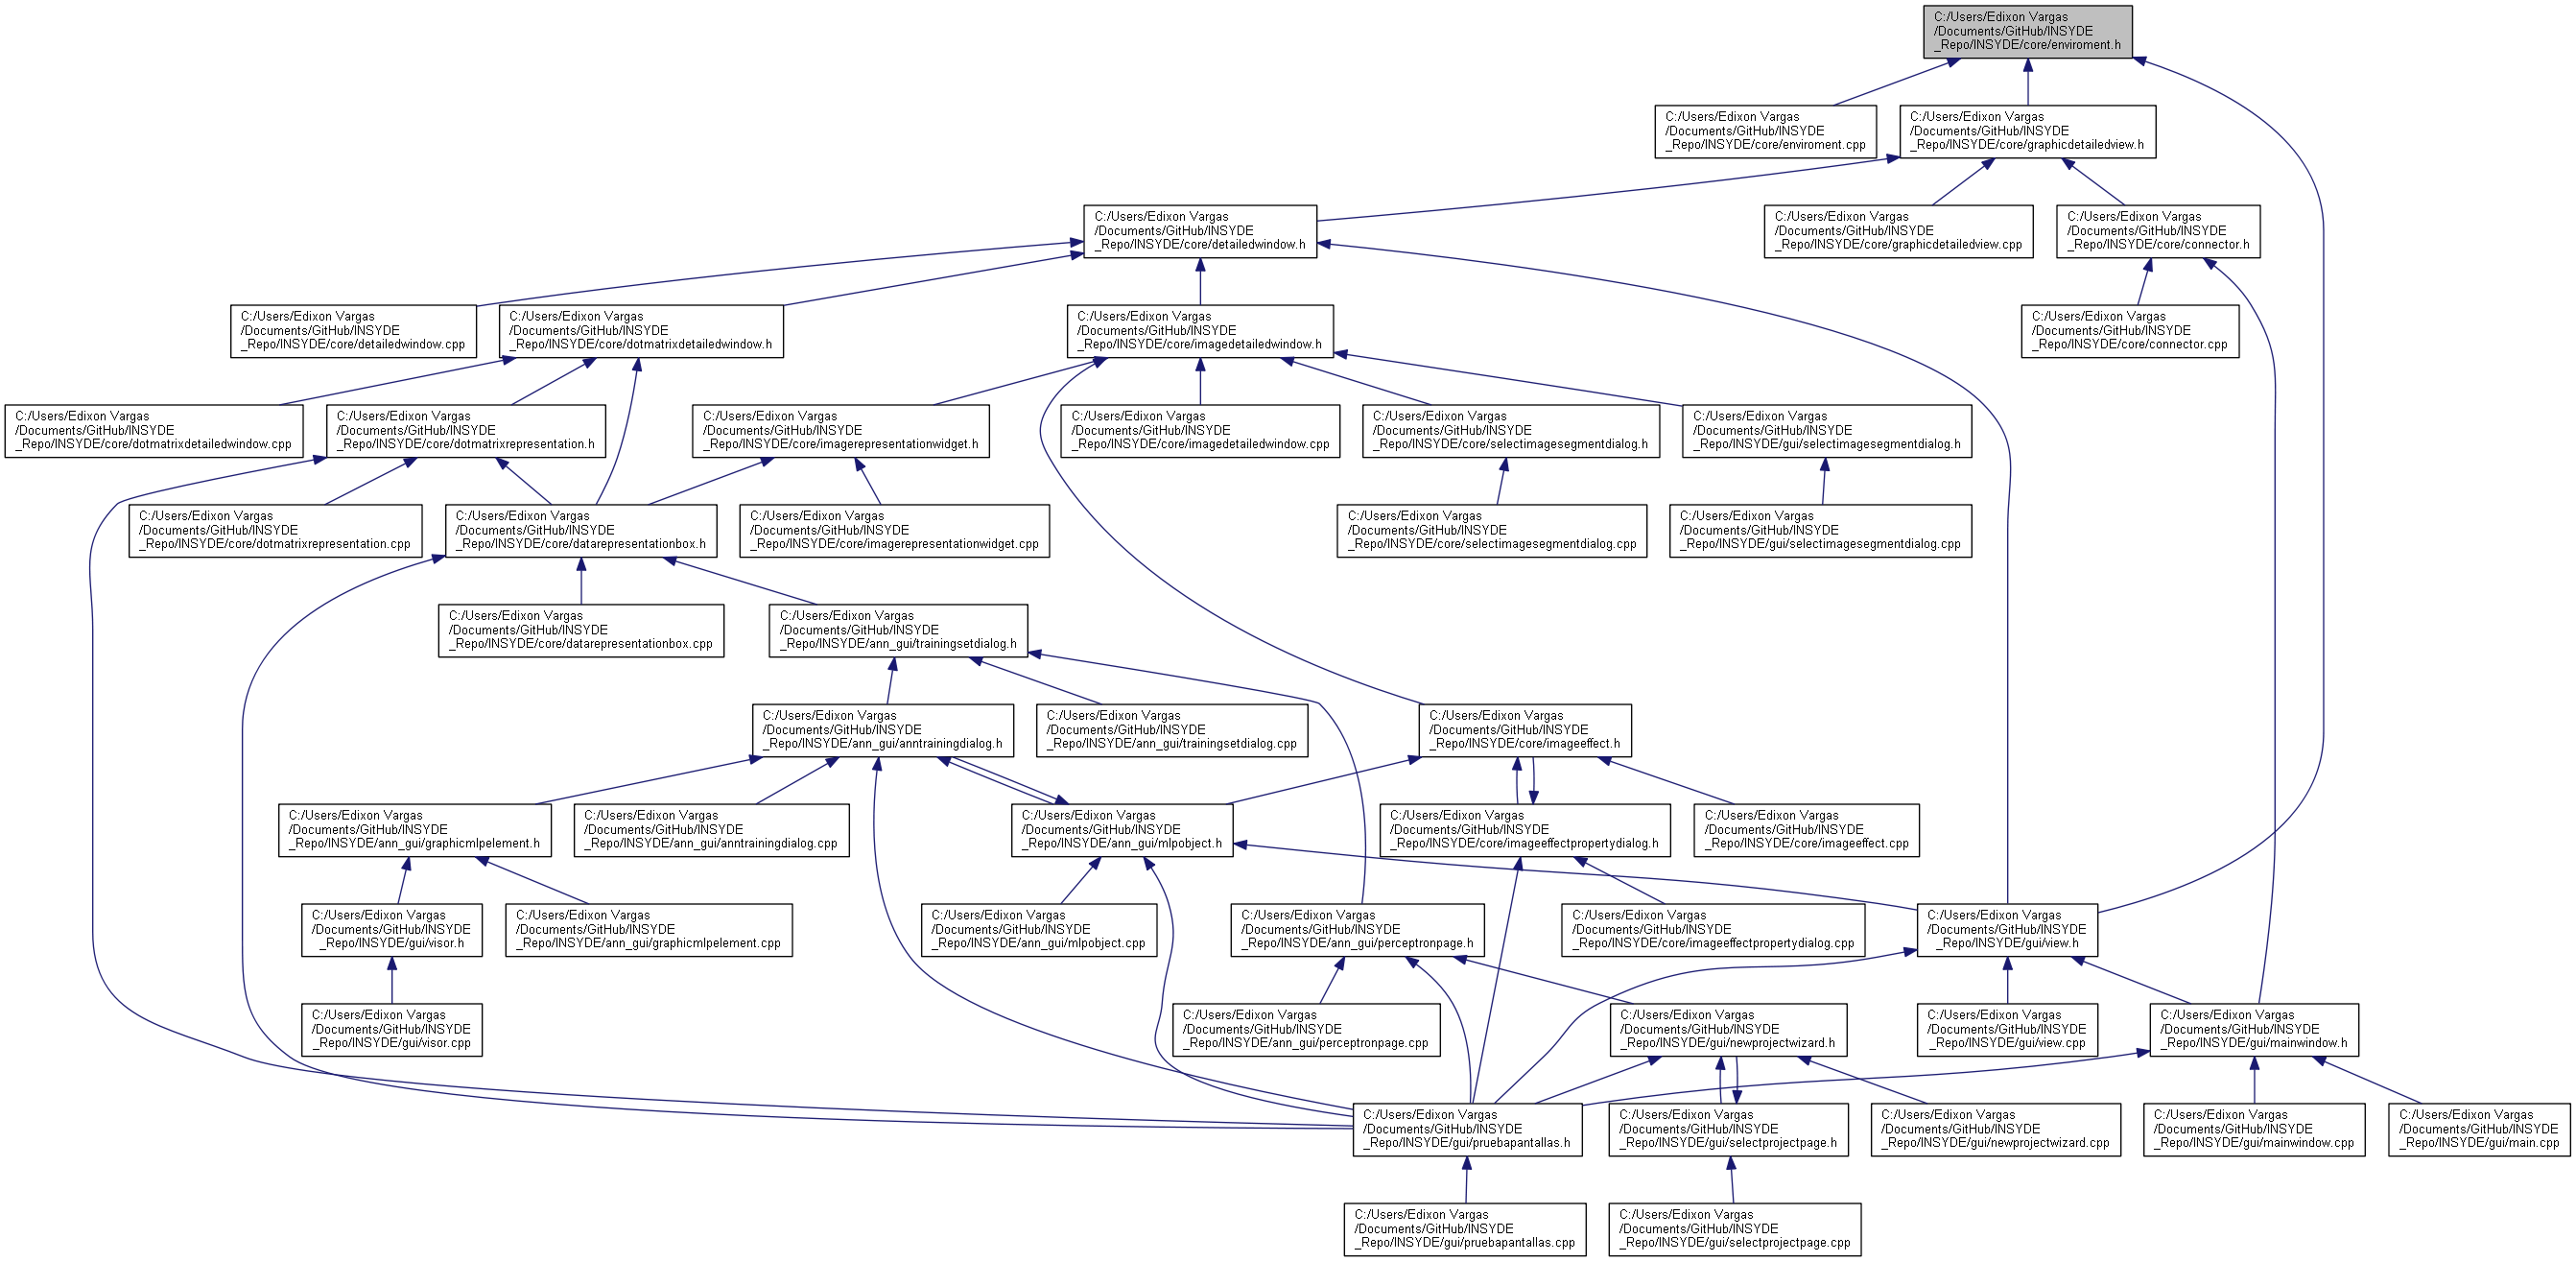 C:/Users/Edixon Vargas
/Documents/GitHub/INSYDE
_Repo/INSYDE/core/enviroment.h
C:/Users/Edixon Vargas
/Documents/GitHub/INSYDE
_Repo/INSYDE/core/enviroment.cpp
C:/Users/Edixon Vargas
/Documents/GitHub/INSYDE
_Repo/INSYDE/core/graphicdetailedview.h
C:/Users/Edixon Vargas
/Documents/GitHub/INSYDE
_Repo/INSYDE/core/detailedwindow.h
C:/Users/Edixon Vargas
/Documents/GitHub/INSYDE
_Repo/INSYDE/core/graphicdetailedview.cpp
C:/Users/Edixon Vargas
/Documents/GitHub/INSYDE
_Repo/INSYDE/core/connector.h
C:/Users/Edixon Vargas
/Documents/GitHub/INSYDE
_Repo/INSYDE/core/detailedwindow.cpp
C:/Users/Edixon Vargas
/Documents/GitHub/INSYDE
_Repo/INSYDE/core/dotmatrixdetailedwindow.h
C:/Users/Edixon Vargas
/Documents/GitHub/INSYDE
_Repo/INSYDE/core/imagedetailedwindow.h
C:/Users/Edixon Vargas
/Documents/GitHub/INSYDE
_Repo/INSYDE/core/connector.cpp
C:/Users/Edixon Vargas
/Documents/GitHub/INSYDE
_Repo/INSYDE/core/dotmatrixdetailedwindow.cpp
C:/Users/Edixon Vargas
/Documents/GitHub/INSYDE
_Repo/INSYDE/core/dotmatrixrepresentation.h
C:/Users/Edixon Vargas
/Documents/GitHub/INSYDE
_Repo/INSYDE/core/imagerepresentationwidget.h
C:/Users/Edixon Vargas
/Documents/GitHub/INSYDE
_Repo/INSYDE/core/imagedetailedwindow.cpp
C:/Users/Edixon Vargas
/Documents/GitHub/INSYDE
_Repo/INSYDE/core/selectimagesegmentdialog.h
C:/Users/Edixon Vargas
/Documents/GitHub/INSYDE
_Repo/INSYDE/gui/selectimagesegmentdialog.h
C:/Users/Edixon Vargas
/Documents/GitHub/INSYDE
_Repo/INSYDE/core/dotmatrixrepresentation.cpp
C:/Users/Edixon Vargas
/Documents/GitHub/INSYDE
_Repo/INSYDE/core/datarepresentationbox.h
C:/Users/Edixon Vargas
/Documents/GitHub/INSYDE
_Repo/INSYDE/core/imagerepresentationwidget.cpp
C:/Users/Edixon Vargas
/Documents/GitHub/INSYDE
_Repo/INSYDE/core/selectimagesegmentdialog.cpp
C:/Users/Edixon Vargas
/Documents/GitHub/INSYDE
_Repo/INSYDE/gui/selectimagesegmentdialog.cpp
C:/Users/Edixon Vargas
/Documents/GitHub/INSYDE
_Repo/INSYDE/core/datarepresentationbox.cpp
C:/Users/Edixon Vargas
/Documents/GitHub/INSYDE
_Repo/INSYDE/ann_gui/trainingsetdialog.h
C:/Users/Edixon Vargas
/Documents/GitHub/INSYDE
_Repo/INSYDE/ann_gui/anntrainingdialog.h
C:/Users/Edixon Vargas
/Documents/GitHub/INSYDE
_Repo/INSYDE/ann_gui/trainingsetdialog.cpp
C:/Users/Edixon Vargas
/Documents/GitHub/INSYDE
_Repo/INSYDE/core/imageeffect.h
C:/Users/Edixon Vargas
/Documents/GitHub/INSYDE
_Repo/INSYDE/ann_gui/graphicmlpelement.h
C:/Users/Edixon Vargas
/Documents/GitHub/INSYDE
_Repo/INSYDE/ann_gui/anntrainingdialog.cpp
C:/Users/Edixon Vargas
/Documents/GitHub/INSYDE
_Repo/INSYDE/ann_gui/mlpobject.h
C:/Users/Edixon Vargas
/Documents/GitHub/INSYDE
_Repo/INSYDE/core/imageeffectpropertydialog.h
C:/Users/Edixon Vargas
/Documents/GitHub/INSYDE
_Repo/INSYDE/core/imageeffect.cpp
C:/Users/Edixon Vargas
/Documents/GitHub/INSYDE
_Repo/INSYDE/gui/visor.h
C:/Users/Edixon Vargas
/Documents/GitHub/INSYDE
_Repo/INSYDE/ann_gui/graphicmlpelement.cpp
C:/Users/Edixon Vargas
/Documents/GitHub/INSYDE
_Repo/INSYDE/ann_gui/mlpobject.cpp
C:/Users/Edixon Vargas
/Documents/GitHub/INSYDE
_Repo/INSYDE/ann_gui/perceptronpage.h
C:/Users/Edixon Vargas
/Documents/GitHub/INSYDE
_Repo/INSYDE/core/imageeffectpropertydialog.cpp
C:/Users/Edixon Vargas
/Documents/GitHub/INSYDE
_Repo/INSYDE/gui/view.h
C:/Users/Edixon Vargas
/Documents/GitHub/INSYDE
_Repo/INSYDE/gui/visor.cpp
C:/Users/Edixon Vargas
/Documents/GitHub/INSYDE
_Repo/INSYDE/ann_gui/perceptronpage.cpp
C:/Users/Edixon Vargas
/Documents/GitHub/INSYDE
_Repo/INSYDE/gui/newprojectwizard.h
C:/Users/Edixon Vargas
/Documents/GitHub/INSYDE
_Repo/INSYDE/gui/view.cpp
C:/Users/Edixon Vargas
/Documents/GitHub/INSYDE
_Repo/INSYDE/gui/mainwindow.h
C:/Users/Edixon Vargas
/Documents/GitHub/INSYDE
_Repo/INSYDE/gui/pruebapantallas.h
C:/Users/Edixon Vargas
/Documents/GitHub/INSYDE
_Repo/INSYDE/gui/selectprojectpage.h
C:/Users/Edixon Vargas
/Documents/GitHub/INSYDE
_Repo/INSYDE/gui/newprojectwizard.cpp
C:/Users/Edixon Vargas
/Documents/GitHub/INSYDE
_Repo/INSYDE/gui/mainwindow.cpp
C:/Users/Edixon Vargas
/Documents/GitHub/INSYDE
_Repo/INSYDE/gui/main.cpp
C:/Users/Edixon Vargas
/Documents/GitHub/INSYDE
_Repo/INSYDE/gui/pruebapantallas.cpp
C:/Users/Edixon Vargas
/Documents/GitHub/INSYDE
_Repo/INSYDE/gui/selectprojectpage.cpp